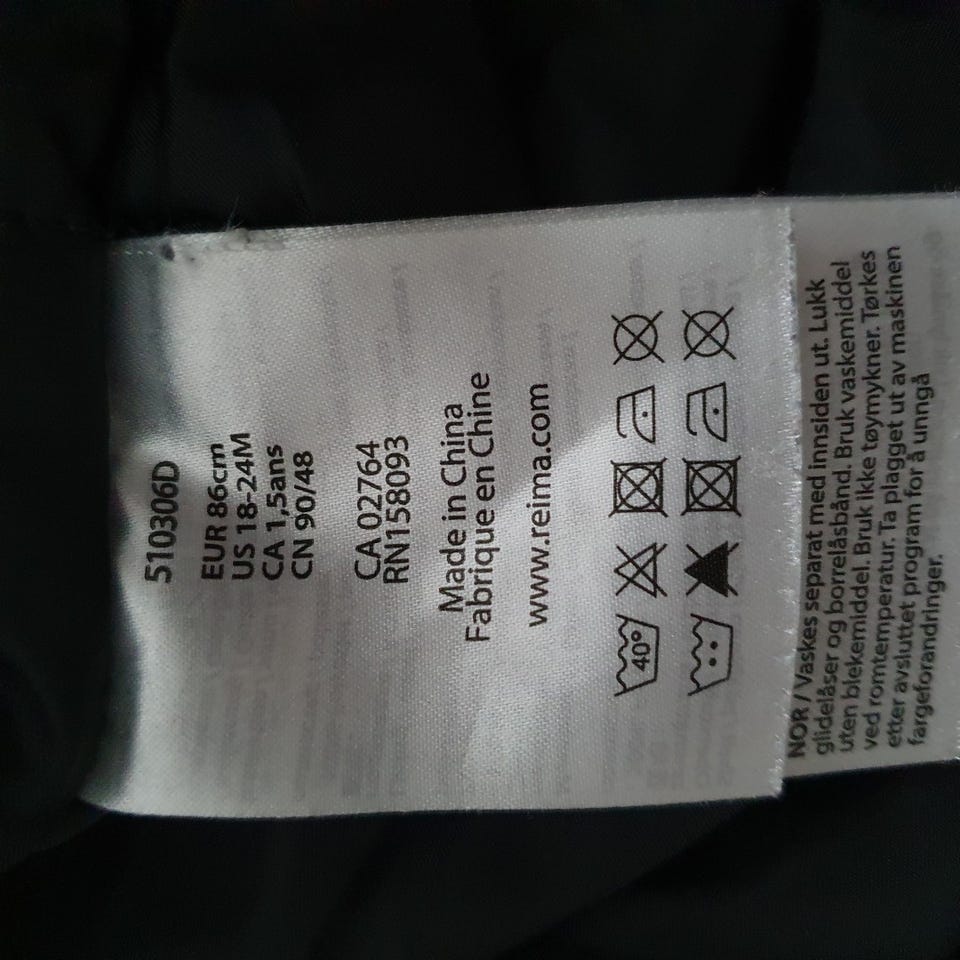 510306D
EUR 86cm
US 18-24M
CA 1,5ans
CN 90/48
CA 02764
RN158093
Made in China
Fabrique en Chine
www.reima.com
40°
NOR / Vaskes separat med innsiden ut. Lukk
glidelåser og borrelåsbånd. Bruk vaskemiddel
uten blekemiddel. Bruk ikke tøymykner. Tørkes
ved romtemperatur. Ta plagget ut av maskinen
etter avsluttet program for å unngå
fargeforandringer.